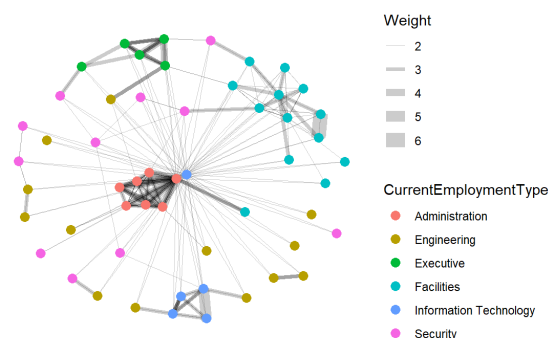 Weight
2
3
4
5
6
CurrentEmploymentType
Administration
Engineering
Executive
Facilities
Information Technology
Security